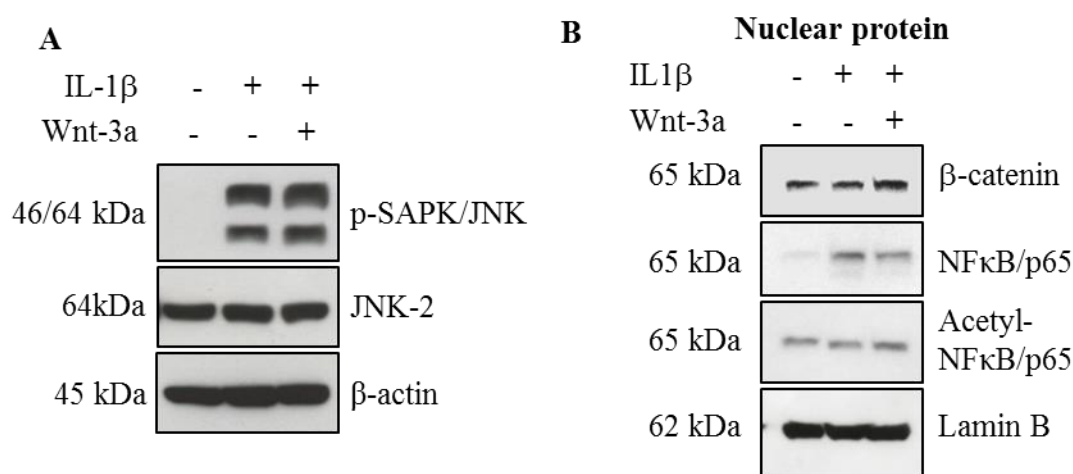 A
IL-1β - + +
Wnt-3a - - +
46/64 kDa p-SAPK/JNK
64kDa JNK-2
45 kDa β-actin
B Nuclear protein
IL1β - + +
Wnt-3a - - +
65 kDa β-catenin
65 kDa NFκB/p65
65 kDa Acetyl-
NFκB/p65
62 kDa Lamin B